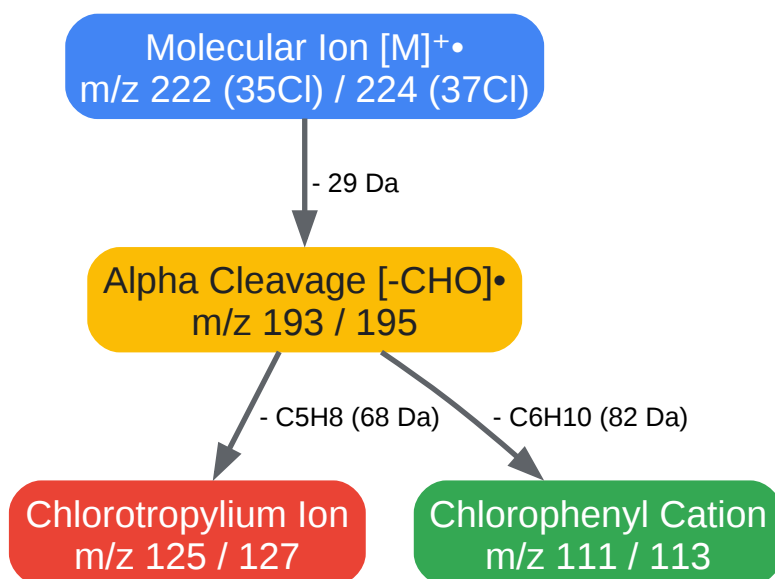 Molecular Ion [M]⁺•
m/z 222 (35Cl) / 224 (37Cl)
- 29 Da
Alpha Cleavage [-CHO]•
m/z 193 / 195
- C5H8 (68 Da)
- C6H10 (82 Da)
Chlorotropylium Ion
m/z 125 / 127
Chlorophenyl Cation
m/z 111 / 113